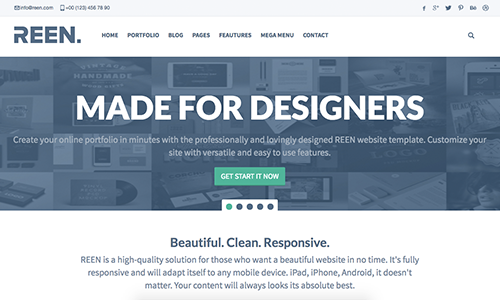 info@reen.com +00 (123) 456 78 90
REEN. HOME PORTFOLIO BLOG PAGES FEAUTURES MEGA MENU CONTACT
VINTAGE
HANDMADE
MADE FOR DESIGNERS
Create your online portfolio in minutes with the professionally and lovingly designed REEN website template. Customize your
site with versatile and easy to use features.
GET START IT NOW
Beautiful. Clean. Responsive.
REEN is a high-quality solution for those who want a beautiful website in no time. It's fully
responsive and will adapt itself to any mobile device. iPad, iPhone, Android, it doesn't
matter. Your content will always looks its absolute best.